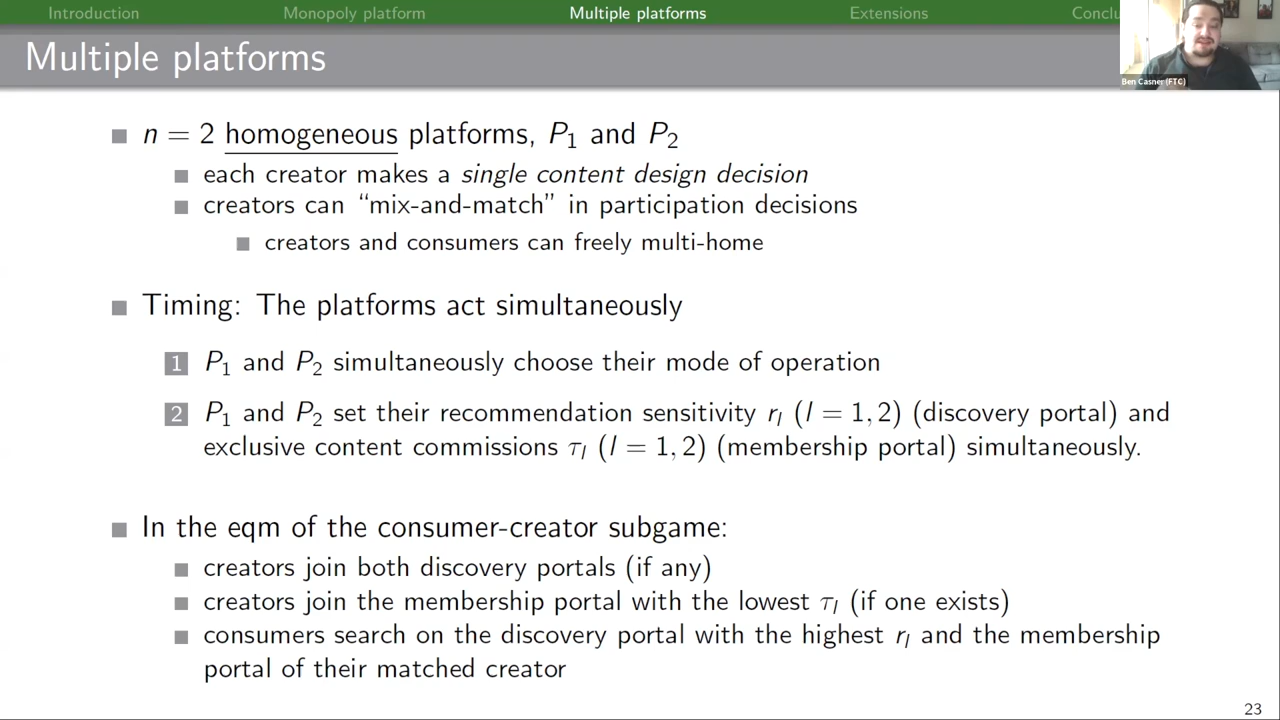 Introduction Monopoly platform Multiple platforms Extensions Conclu
Multiple platforms
Ben Casner (FTC)
n = 2 homogeneous platforms, P₁ and P₂
each creator makes a single content design decision
creators can “mix-and-match” in participation decisions
creators and consumers can freely multi-home
Timing: The platforms act simultaneously
1 P₁ and P₂ simultaneously choose their mode of operation
2 P₁ and P₂ set their recommendation sensitivity rₗ (l = 1, 2) (discovery portal) and
exclusive content commissions τₗ (l = 1, 2) (membership portal) simultaneously.
In the eqm of the consumer-creator subgame:
creators join both discovery portals (if any)
creators join the membership portal with the lowest τₗ (if one exists)
consumers search on the discovery portal with the highest rₗ and the membership
portal of their matched creator
23